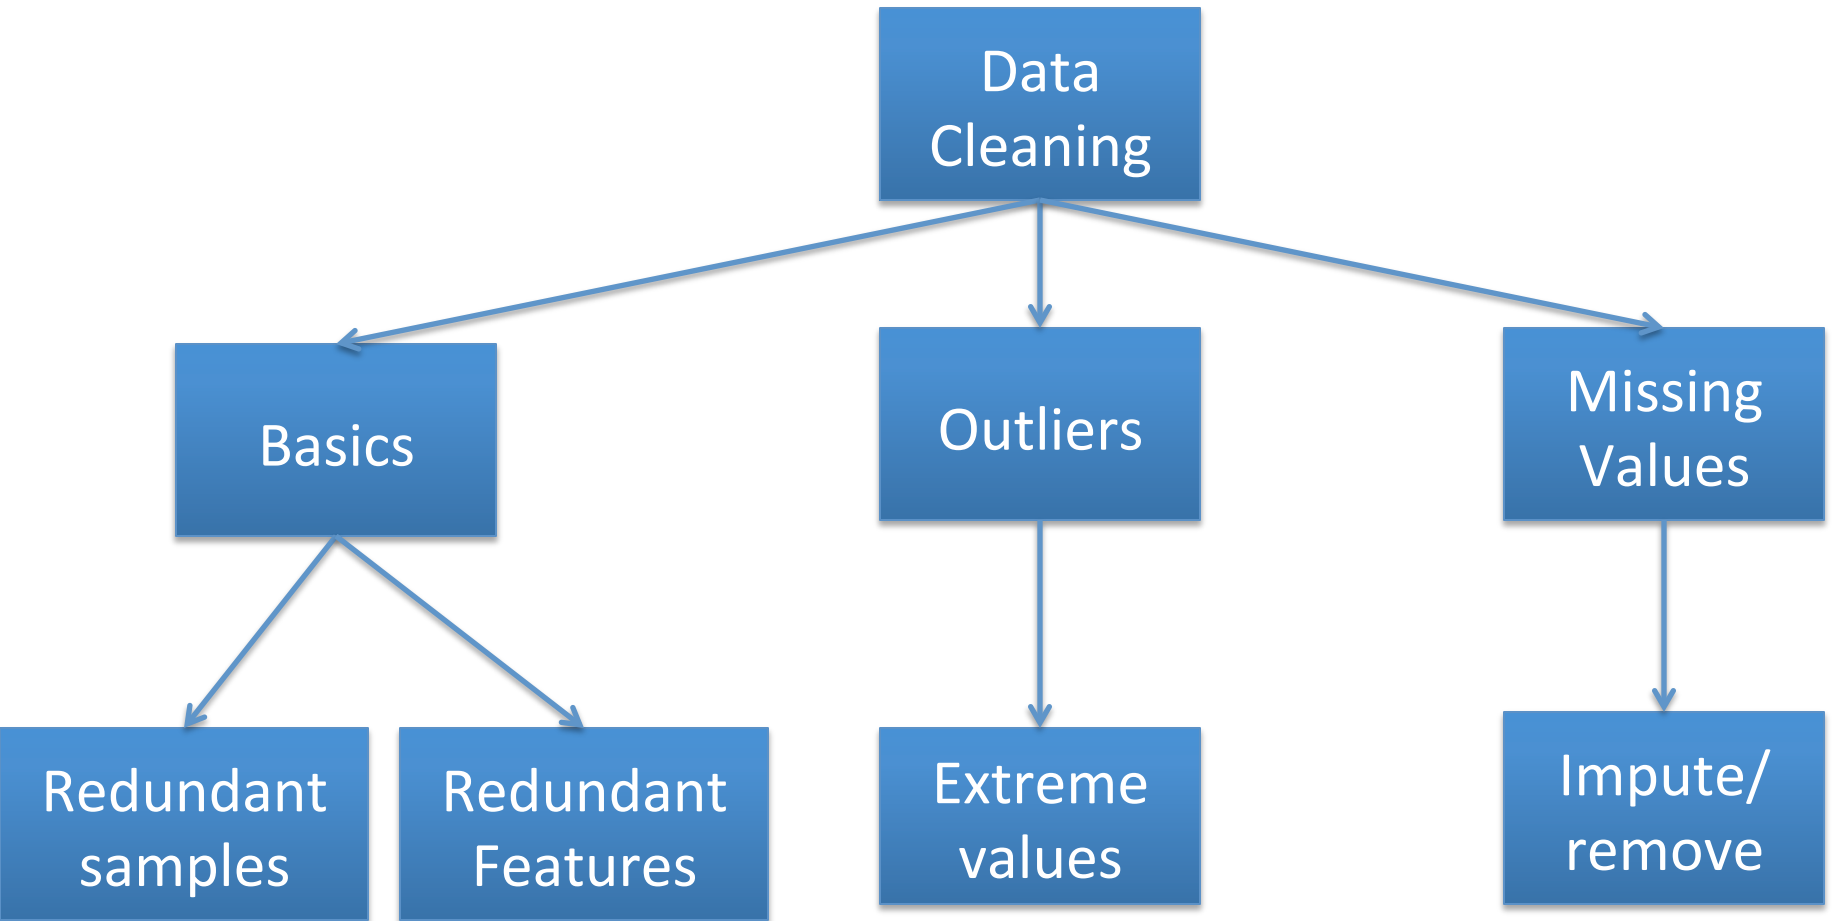 Data
Cleaning
Basics
Outliers
Missing
Values
Redundant
samples
Redundant
Features
Extreme
values
Impute/
remove